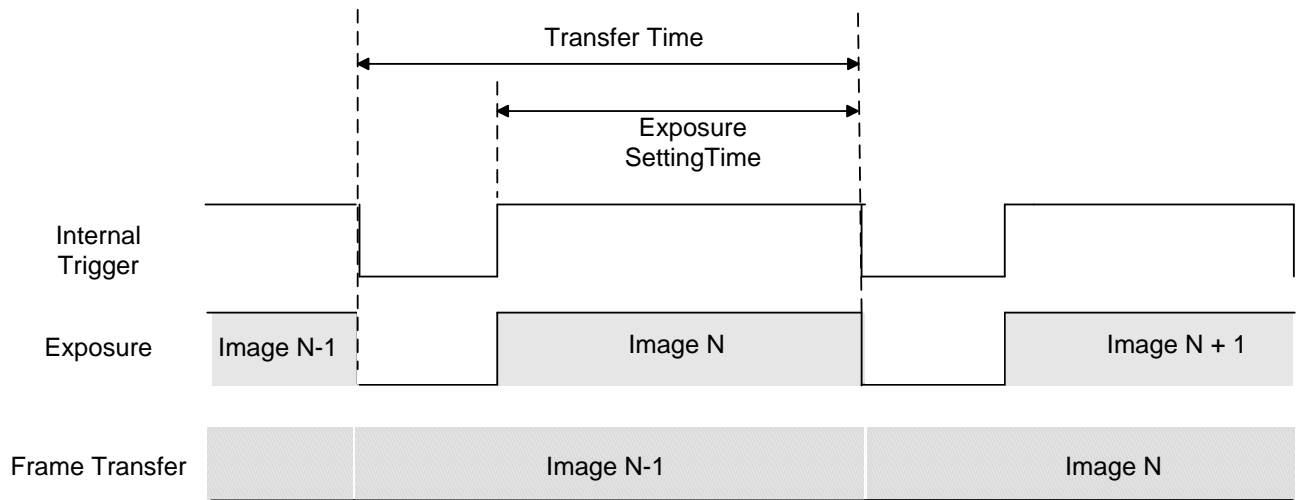 Transfer Time
Exposure
SettingTime
Internal
Trigger
Exposure
Image N-1
Image N
Image N + 1
Frame Transfer
Image N-1
Image N